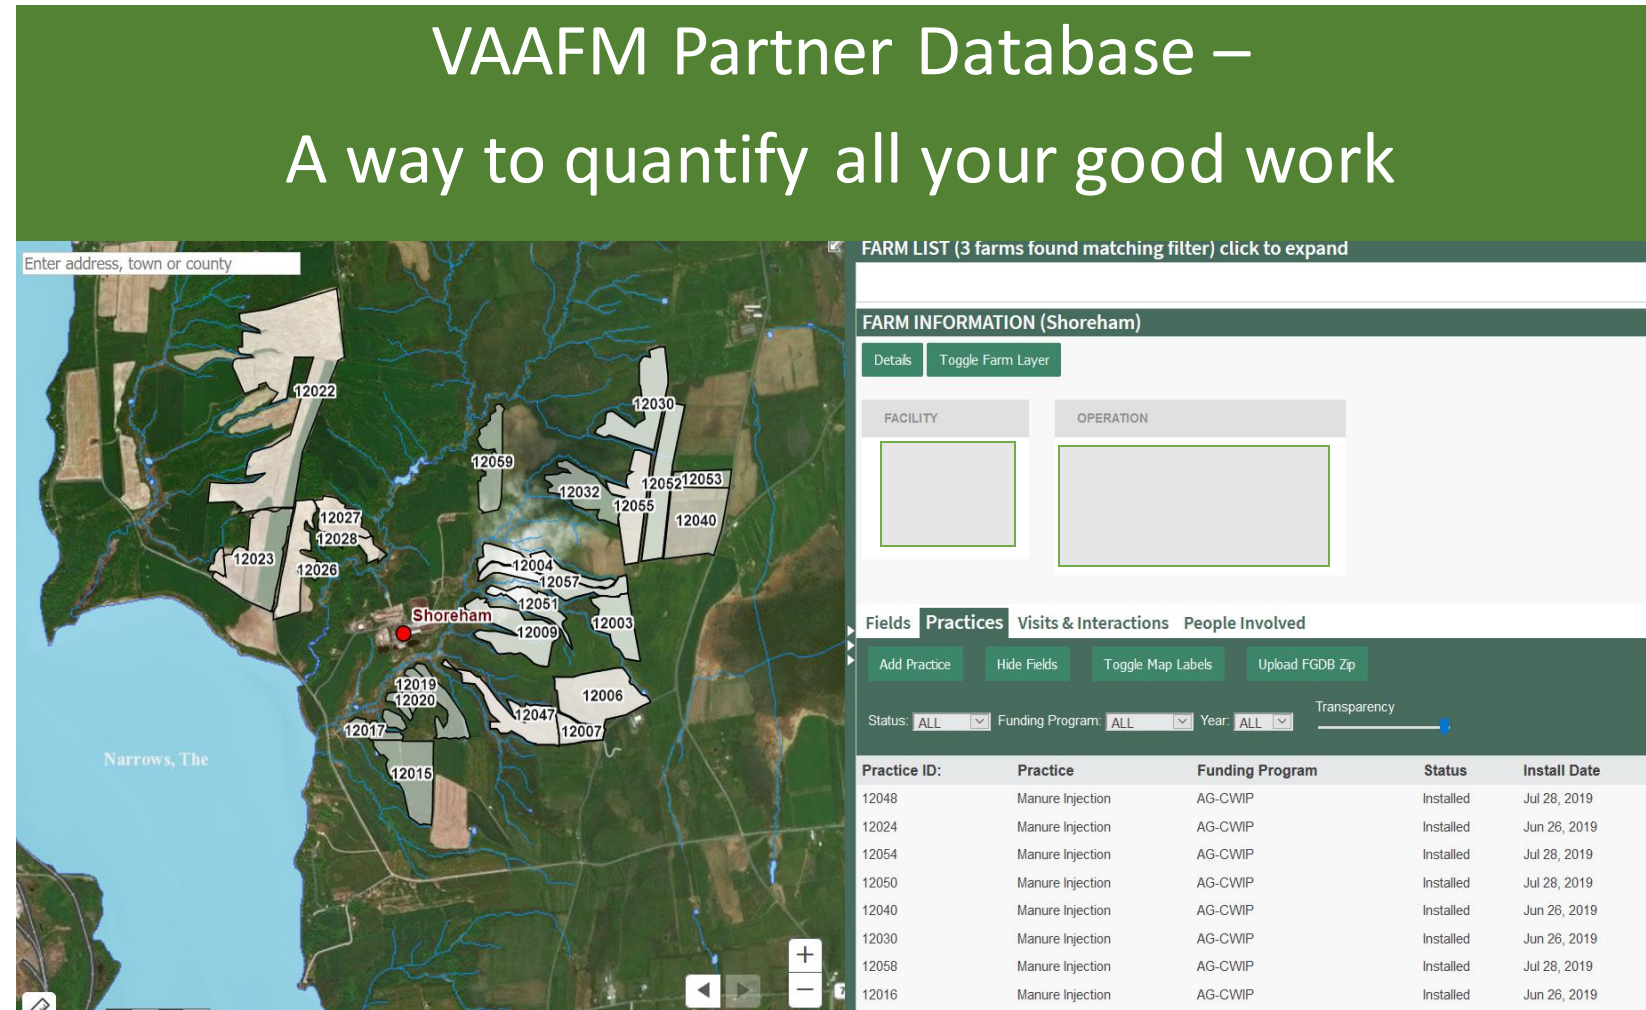 VAAFM Partner Database –
A way to quantify all your good work
Enter address, town or county
12022
12030
12059
12032
12052
12053
12055
12040
12027
12028
12023
12026
12004
12057
12051
Shoreham
12009
12003
12019
12020
12006
12047
12017
12007
12015
Narrows, The
+
−
FARM LIST (3 farms found matching filter) click to expand
FARM INFORMATION (Shoreham)
Details Toggle Farm Layer
FACILITY OPERATION
Fields Practices Visits & Interactions People Involved
Add Practice Hide Fields Toggle Map Labels Upload FGDB Zip
Status: ALL Funding Program: ALL Year: ALL Transparency
Practice ID: Practice Funding Program Status Install Date
12048 Manure Injection AG-CWIP Installed Jul 28, 2019
12024 Manure Injection AG-CWIP Installed Jun 26, 2019
12054 Manure Injection AG-CWIP Installed Jul 28, 2019
12050 Manure Injection AG-CWIP Installed Jul 28, 2019
12040 Manure Injection AG-CWIP Installed Jun 26, 2019
12030 Manure Injection AG-CWIP Installed Jun 26, 2019
12058 Manure Injection AG-CWIP Installed Jul 28, 2019
12016 Manure Injection AG-CWIP Installed Jun 26, 2019